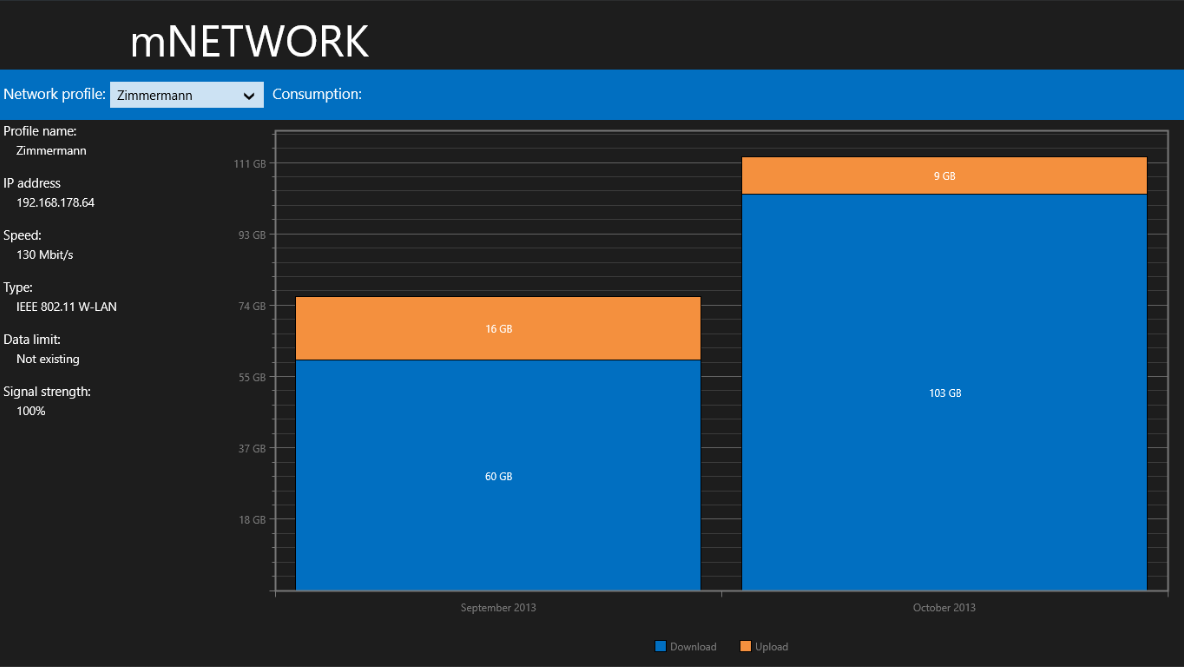 mNETWORK
Network profile: Zimmermann Consumption:
Profile name:
Zimmermann
IP address
192.168.178.64
Speed:
130 Mbit/s
Type:
IEEE 802.11 W-LAN
Data limit:
Not existing
Signal strength:
100%
111 GB
93 GB
74 GB
55 GB
37 GB
18 GB
16 GB
60 GB
9 GB
103 GB
September 2013
October 2013
Download
Upload